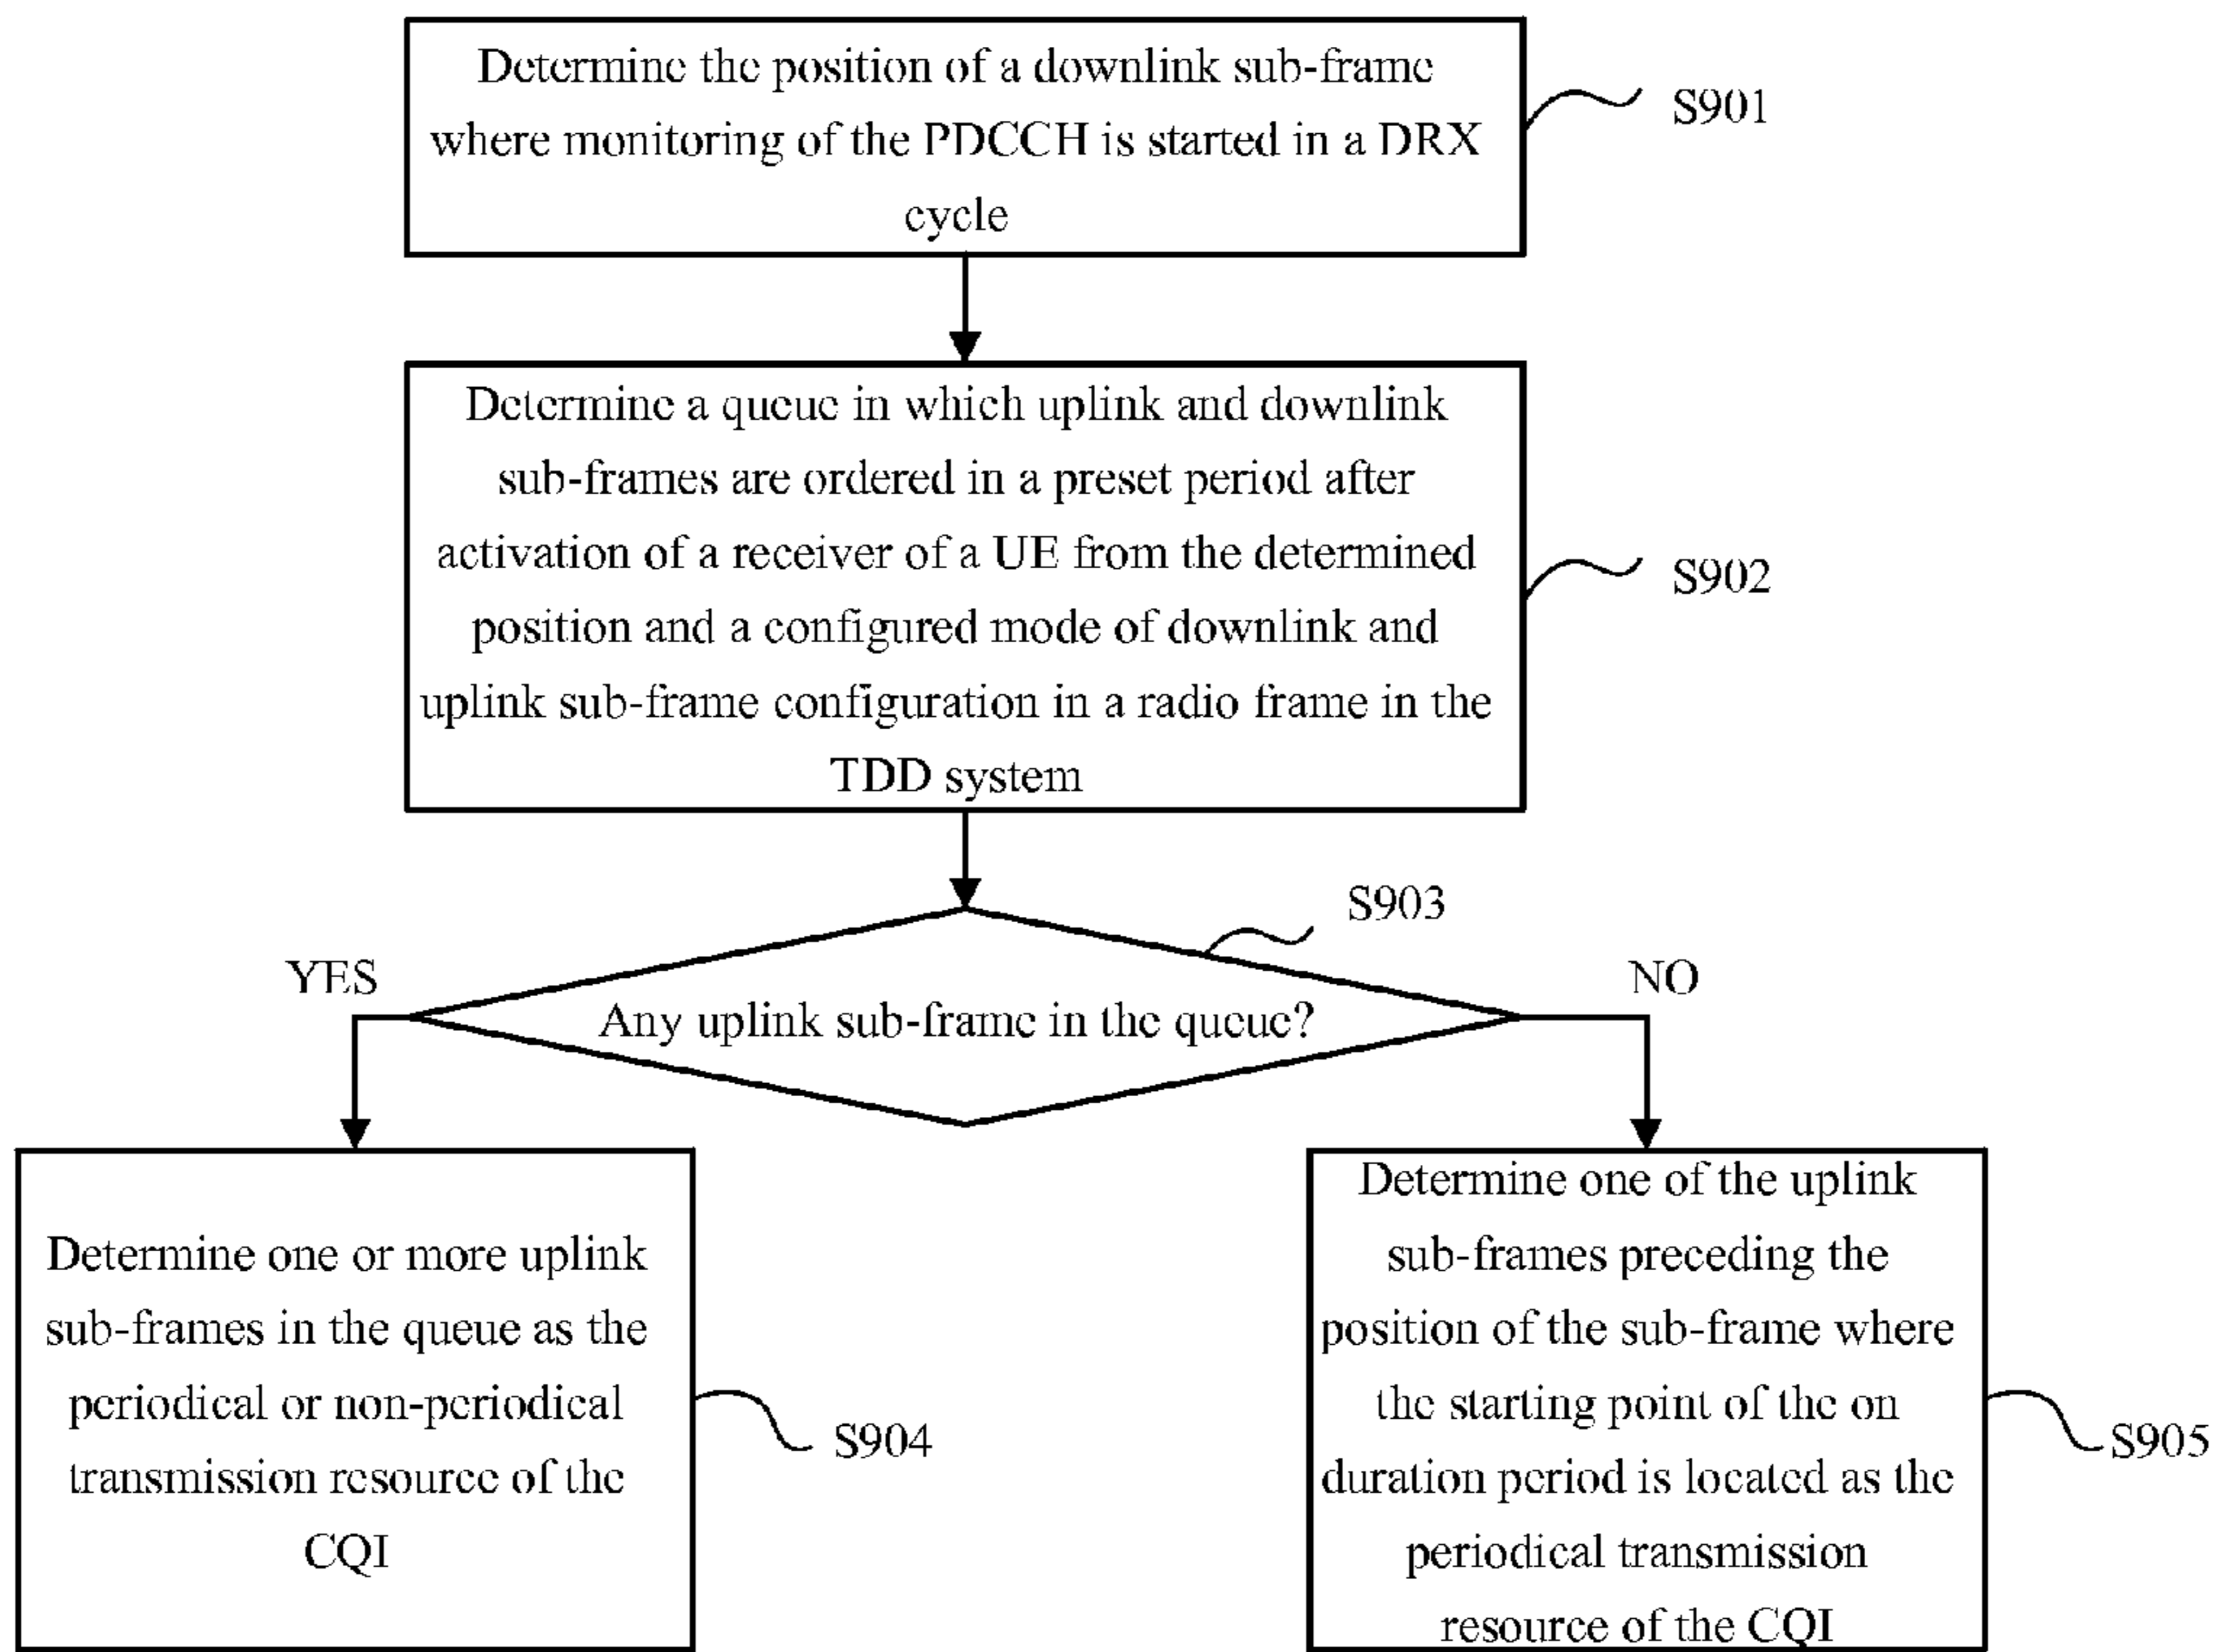 Determine the position of a downlink sub-frame
where monitoring of the PDCCH is started in a DRX
cycle
S901
Determine a queue in which uplink and downlink
sub-frames are ordered in a preset period after
activation of a receiver of a UE from the determined
position and a configured mode of downlink and
uplink sub-frame configuration in a radio frame in the
TDD system
S902
S903
YES
NO
Any uplink sub-frame in the queue?
Determine one or more uplink
sub-frames in the queue as the
periodical or non-periodical
transmission resource of the
CQI
S904
Determine one of the uplink
sub-frames preceding the
position of the sub-frame where
the starting point of the on
duration period is located as the
periodical transmission
resource of the CQI
S905